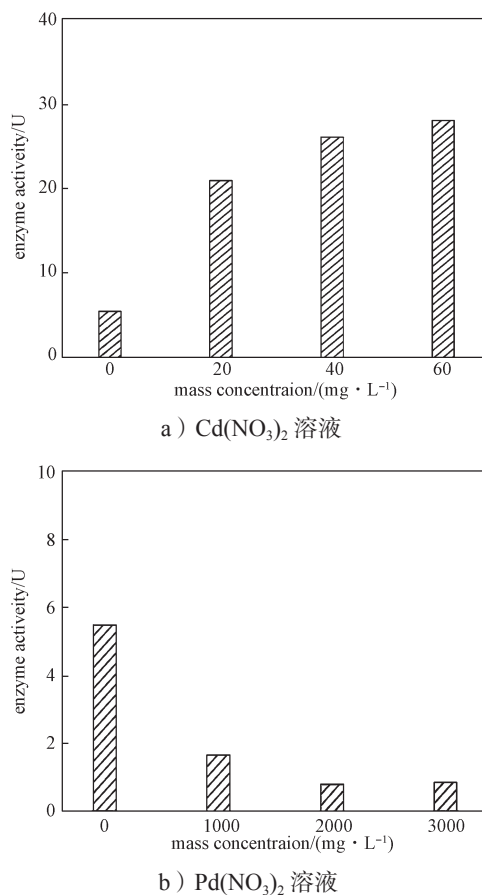 40
30
20
10
0
enzyme activeity/U
0 20 40 60
mass concentraion/(mg · L⁻¹)
a）Cd(NO₃)₂ 溶液
10
8
6
4
2
0
enzyme activeity/U
0 1000 2000 3000
mass concentraion/(mg · L⁻¹)
b）Pd(NO₃)₂ 溶液